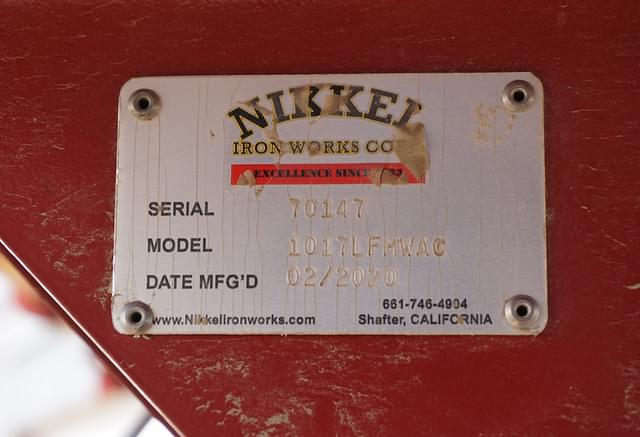 NIKKEL
IRON WORKS
EXCELLENCE SINCE
SERIAL 70147
MODEL 1017LFMWAC
DATE MFG'D 02/2020
661-746-4904
www.Nikkelironworks.com Shafter, CALIFORNIA